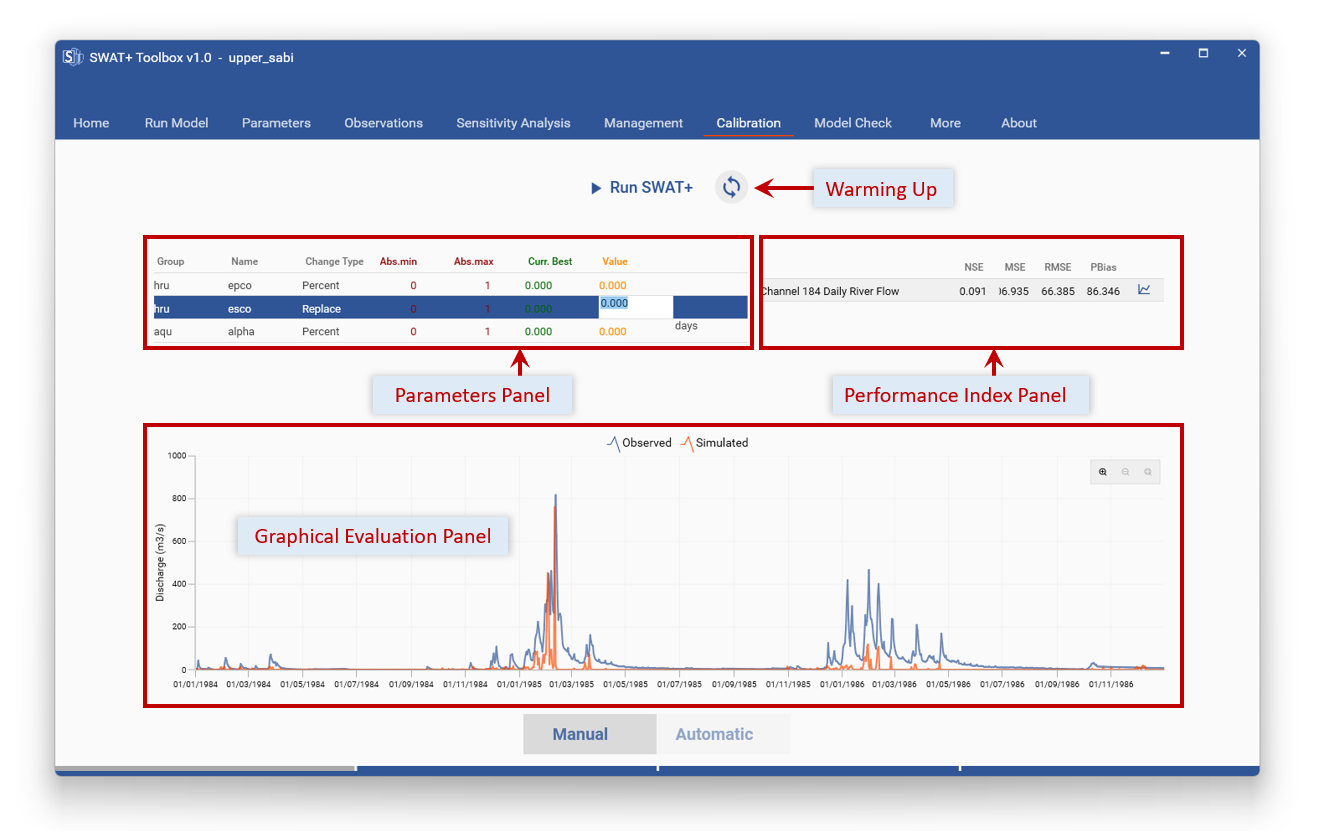 SWAT+ Toolbox v1.0 - upper_sabi
Home Run Model Parameters Observations Sensitivity Analysis Management Calibration Model Check More About
Run SWAT+
Warming Up
Group Name Change Type Abs.min Abs.max Curr. Best Value
hru epco Percent 0 1 0.000 0.000
hru esco Replace 0 1 0.000 0.000
aqu alpha Percent 0 1 0.000 0.000 days
NSE MSE RMSE PBias
Channel 184 Daily River Flow 0.091 06.935 66.385 86.346
Parameters Panel
Performance Index Panel
Observed Simulated
Graphical Evaluation Panel
Discharge (m3/s)
1000
800
600
400
200
0
01/01/1984 01/03/1984 01/05/1984 01/07/1984 01/09/1984 01/11/1984 01/01/1985 01/03/1985 01/05/1985 01/07/1985 01/09/1985 01/11/1985 01/01/1986 01/03/1986 01/05/1986 01/07/1986 01/09/1986 01/11/1986
Manual Automatic